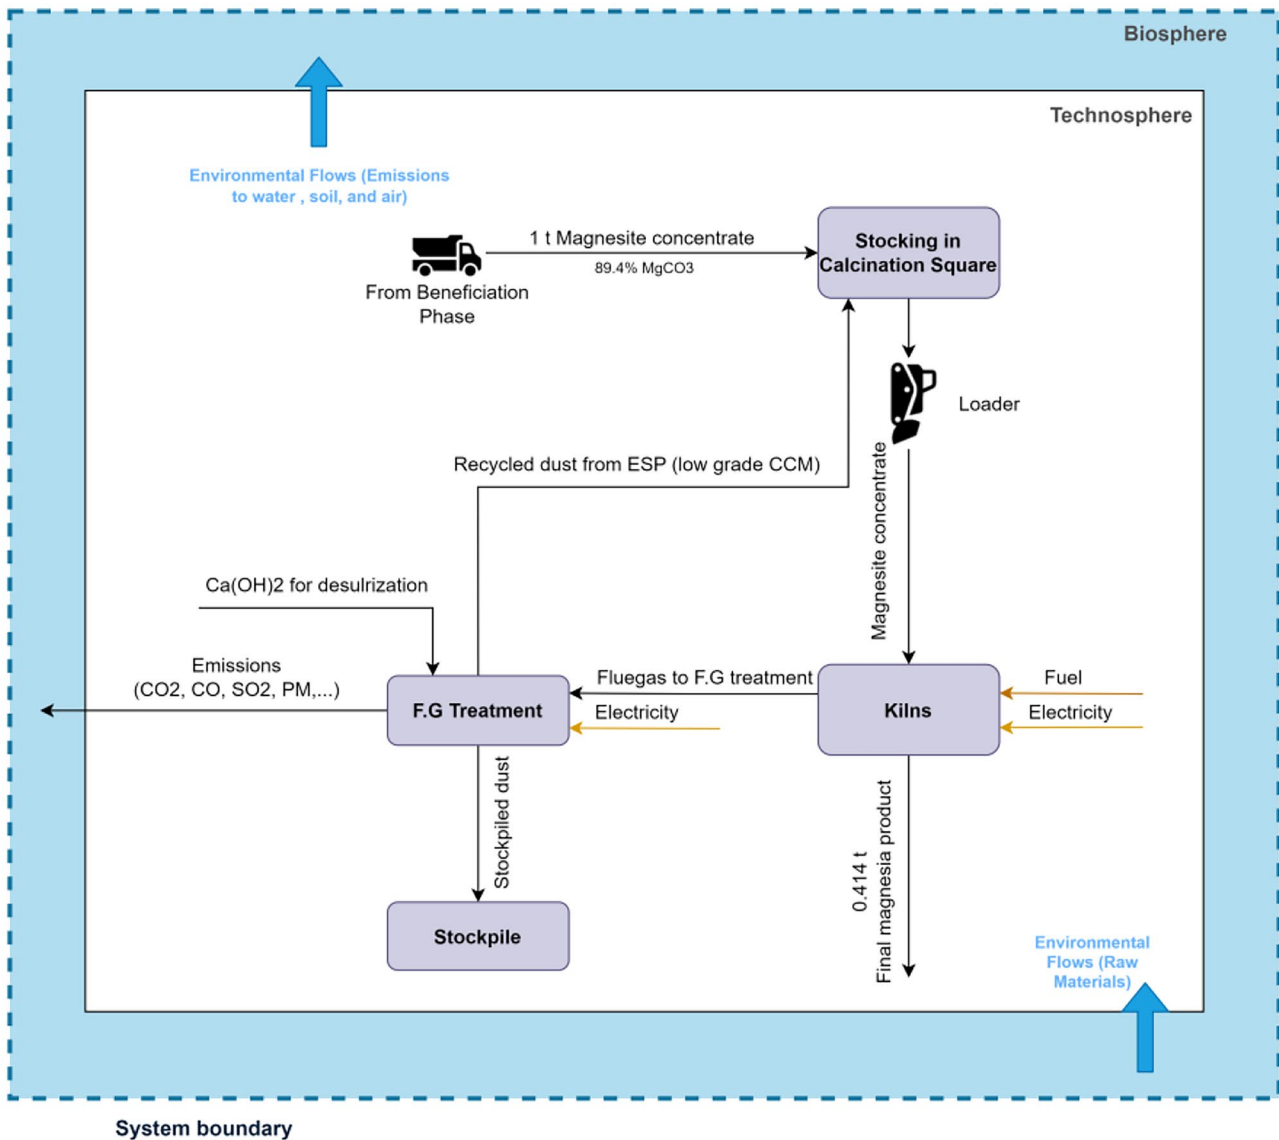 Biosphere
Technosphere
Environmental Flows (Emissions
to water , soil, and air)
1 t Magnesite concentrate
89.4% MgCO3
Stocking in
Calcination Square
From Beneficiation
Phase
Loader
Magnesite concentrate
Recycled dust from ESP (low grade CCM)
Ca(OH)2 for desulrization
Emissions
(CO2, CO, SO2, PM,...)
F.G Treatment
Fluegas to F.G treatment
Electricity
Kilns
Fuel
Electricity
Stockpiled dust
0.414 t
Final magnesia product
Stockpile
Environmental
Flows (Raw
Materials)
System boundary